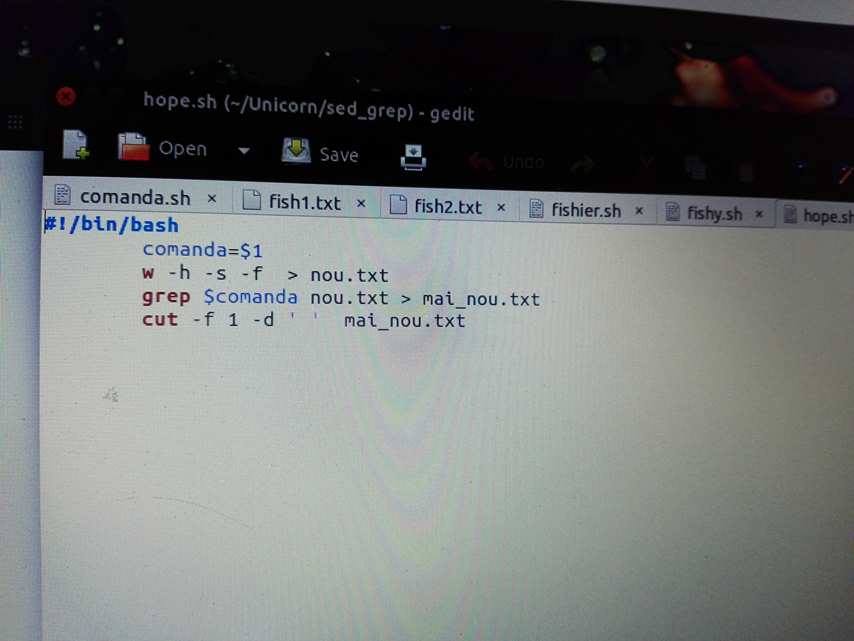 hope.sh (~/Unicorn/sed_grep) - gedit
Open Save Undo
comanda.sh × fish1.txt × fish2.txt × fishier.sh × fishy.sh × hope.sh
#!/bin/bash
comanda=$1
w -h -s -f > nou.txt
grep $comanda nou.txt > mai_nou.txt
cut -f 1 -d ' ' mai_nou.txt